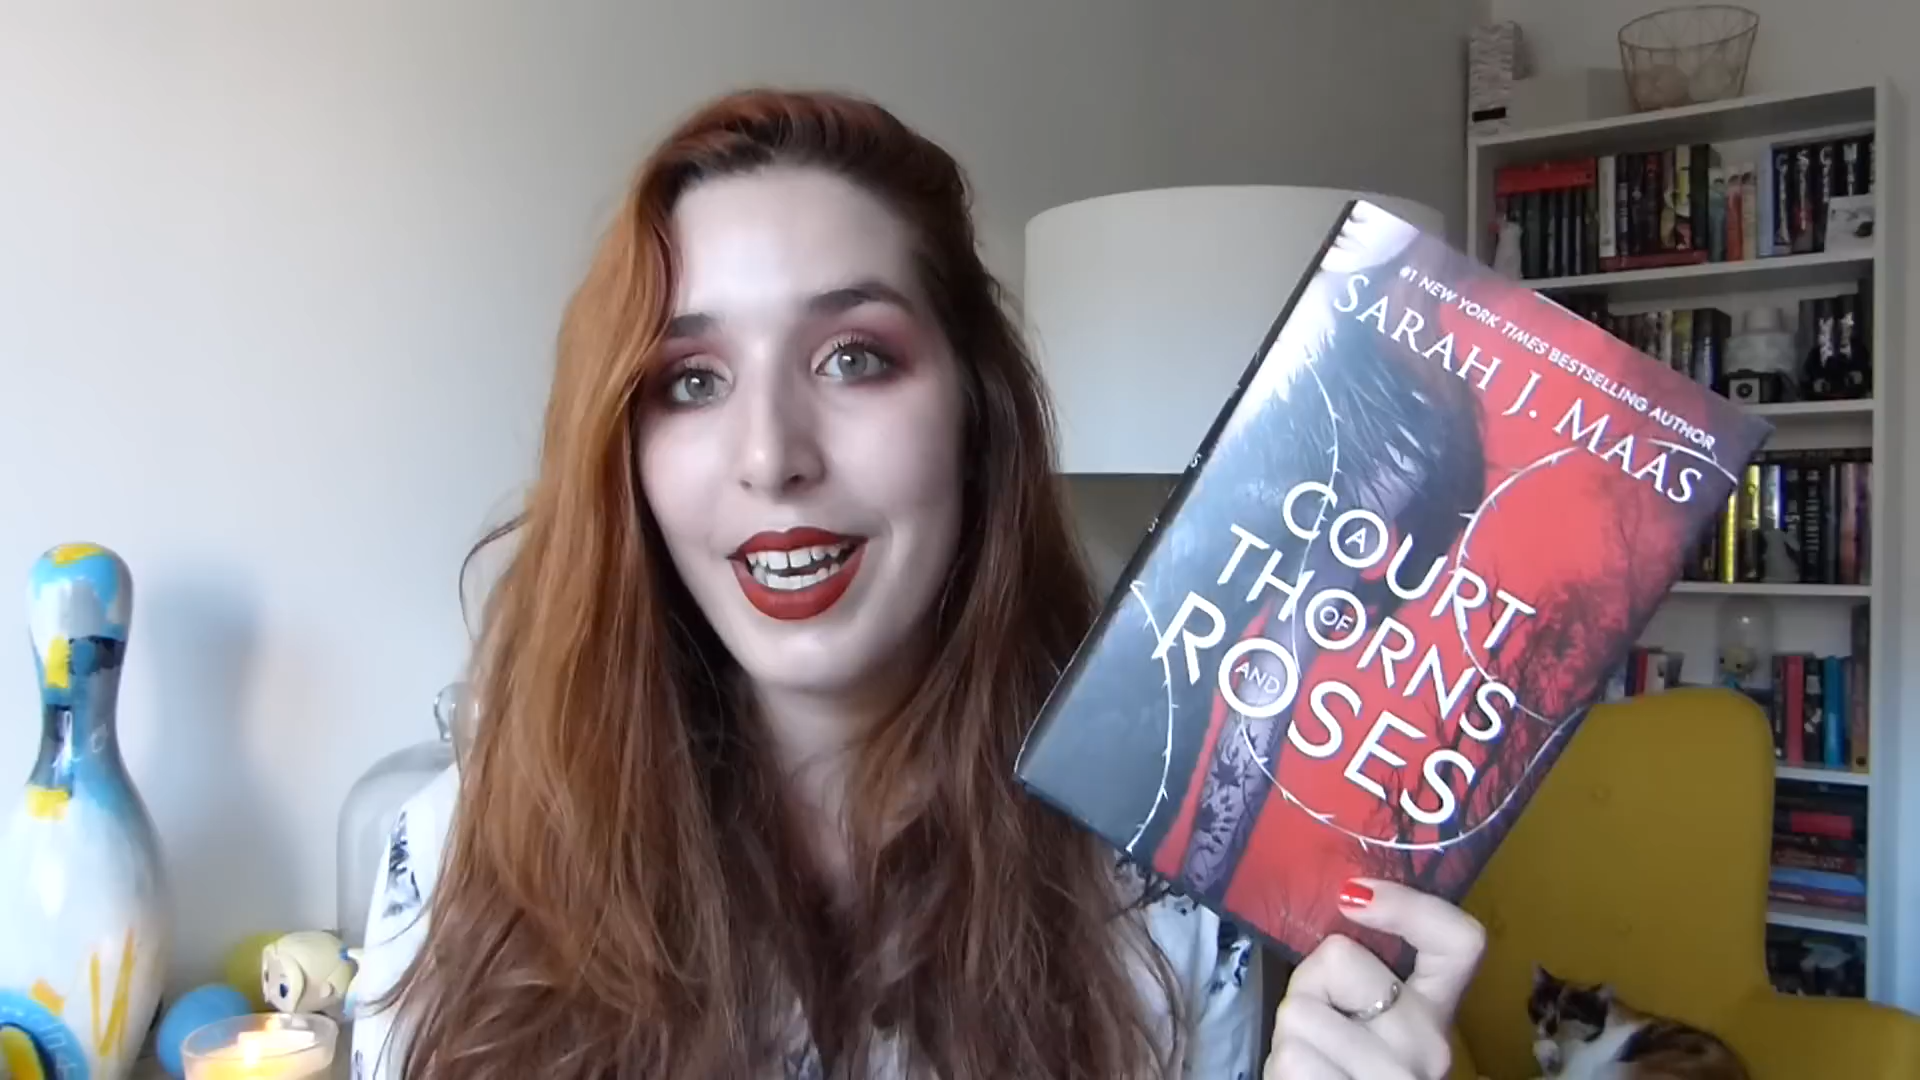 #1 NEW YORK TIMES BESTSELLING AUTHOR
SARAH J. MAAS
A COURT
OF THORNS
AND ROSES